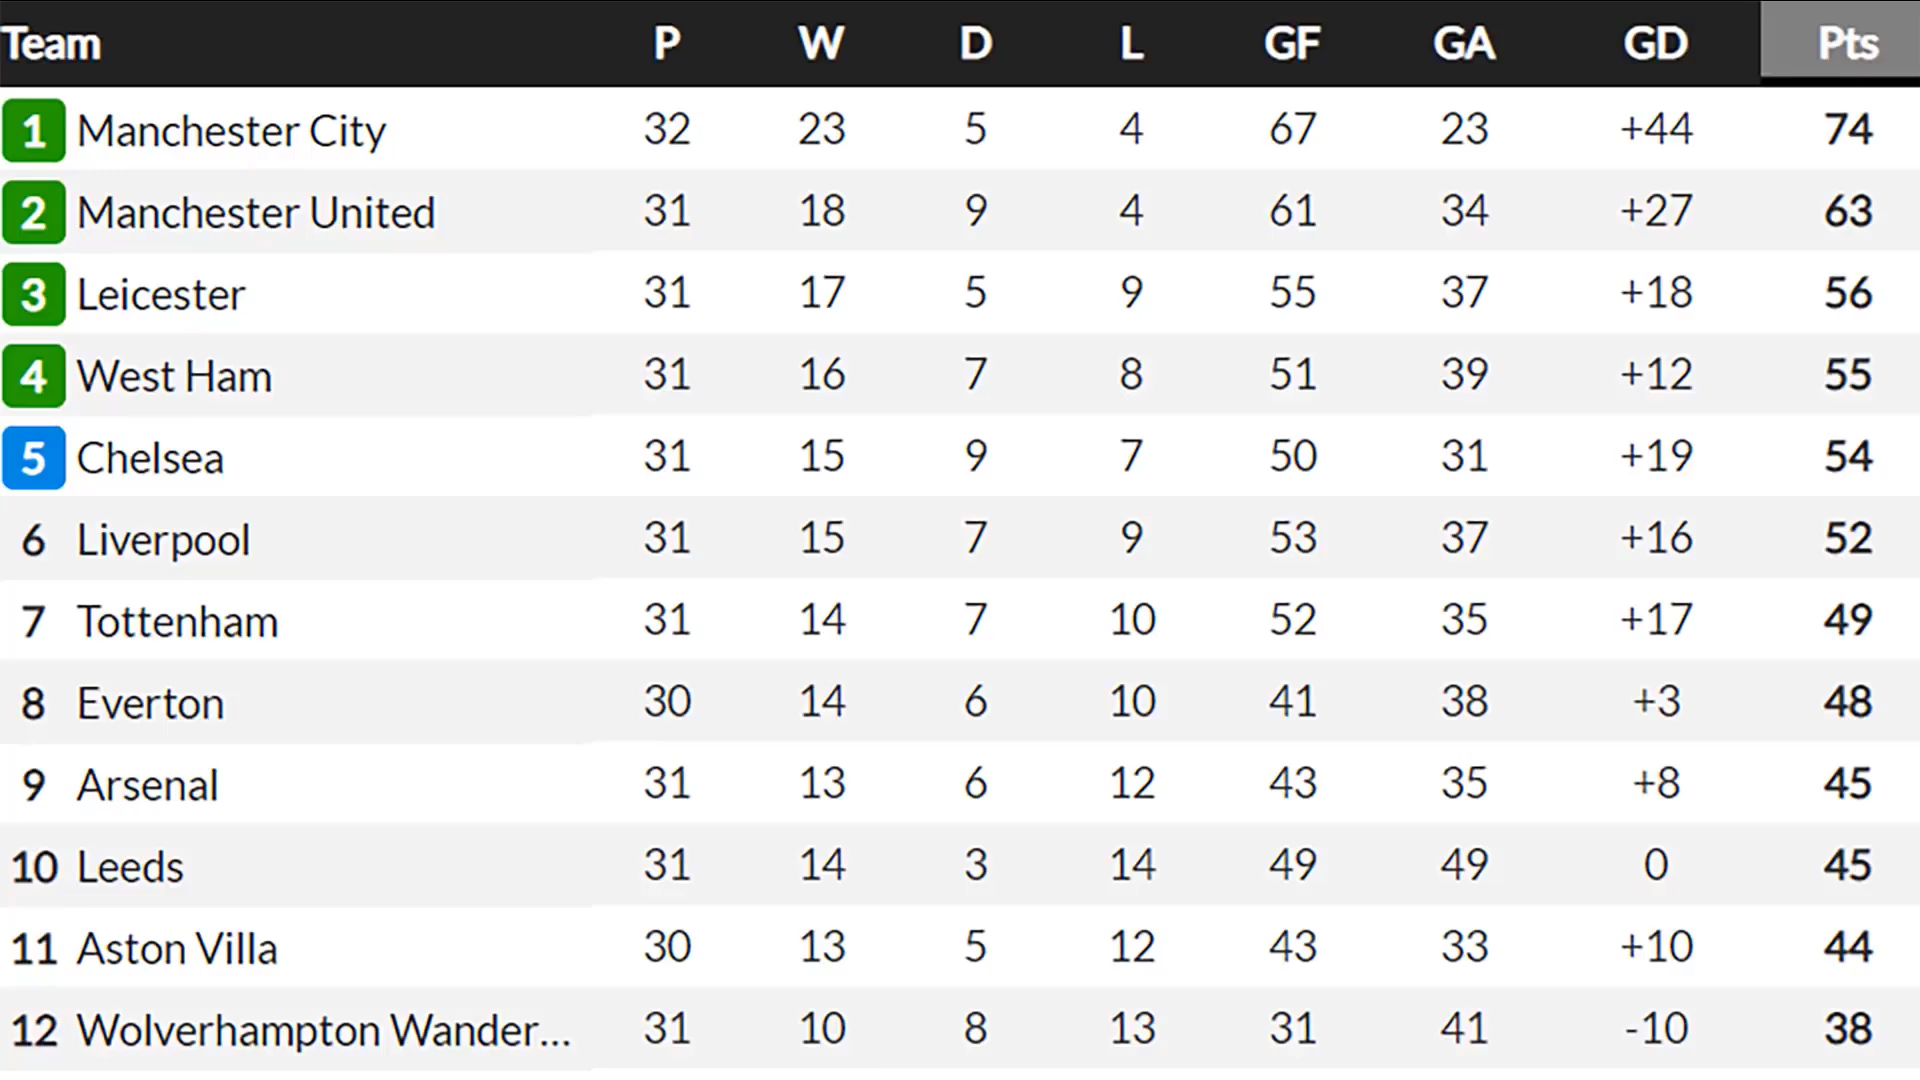 Team P W D L GF GA GD Pts
1 Manchester City 32 23 5 4 67 23 +44 74
2 Manchester United 31 18 9 4 61 34 +27 63
3 Leicester 31 17 5 9 55 37 +18 56
4 West Ham 31 16 7 8 51 39 +12 55
5 Chelsea 31 15 9 7 50 31 +19 54
6 Liverpool 31 15 7 9 53 37 +16 52
7 Tottenham 31 14 7 10 52 35 +17 49
8 Everton 30 14 6 10 41 38 +3 48
9 Arsenal 31 13 6 12 43 35 +8 45
10 Leeds 31 14 3 14 49 49 0 45
11 Aston Villa 30 13 5 12 43 33 +10 44
12 Wolverhampton Wander... 31 10 8 13 31 41 -10 38